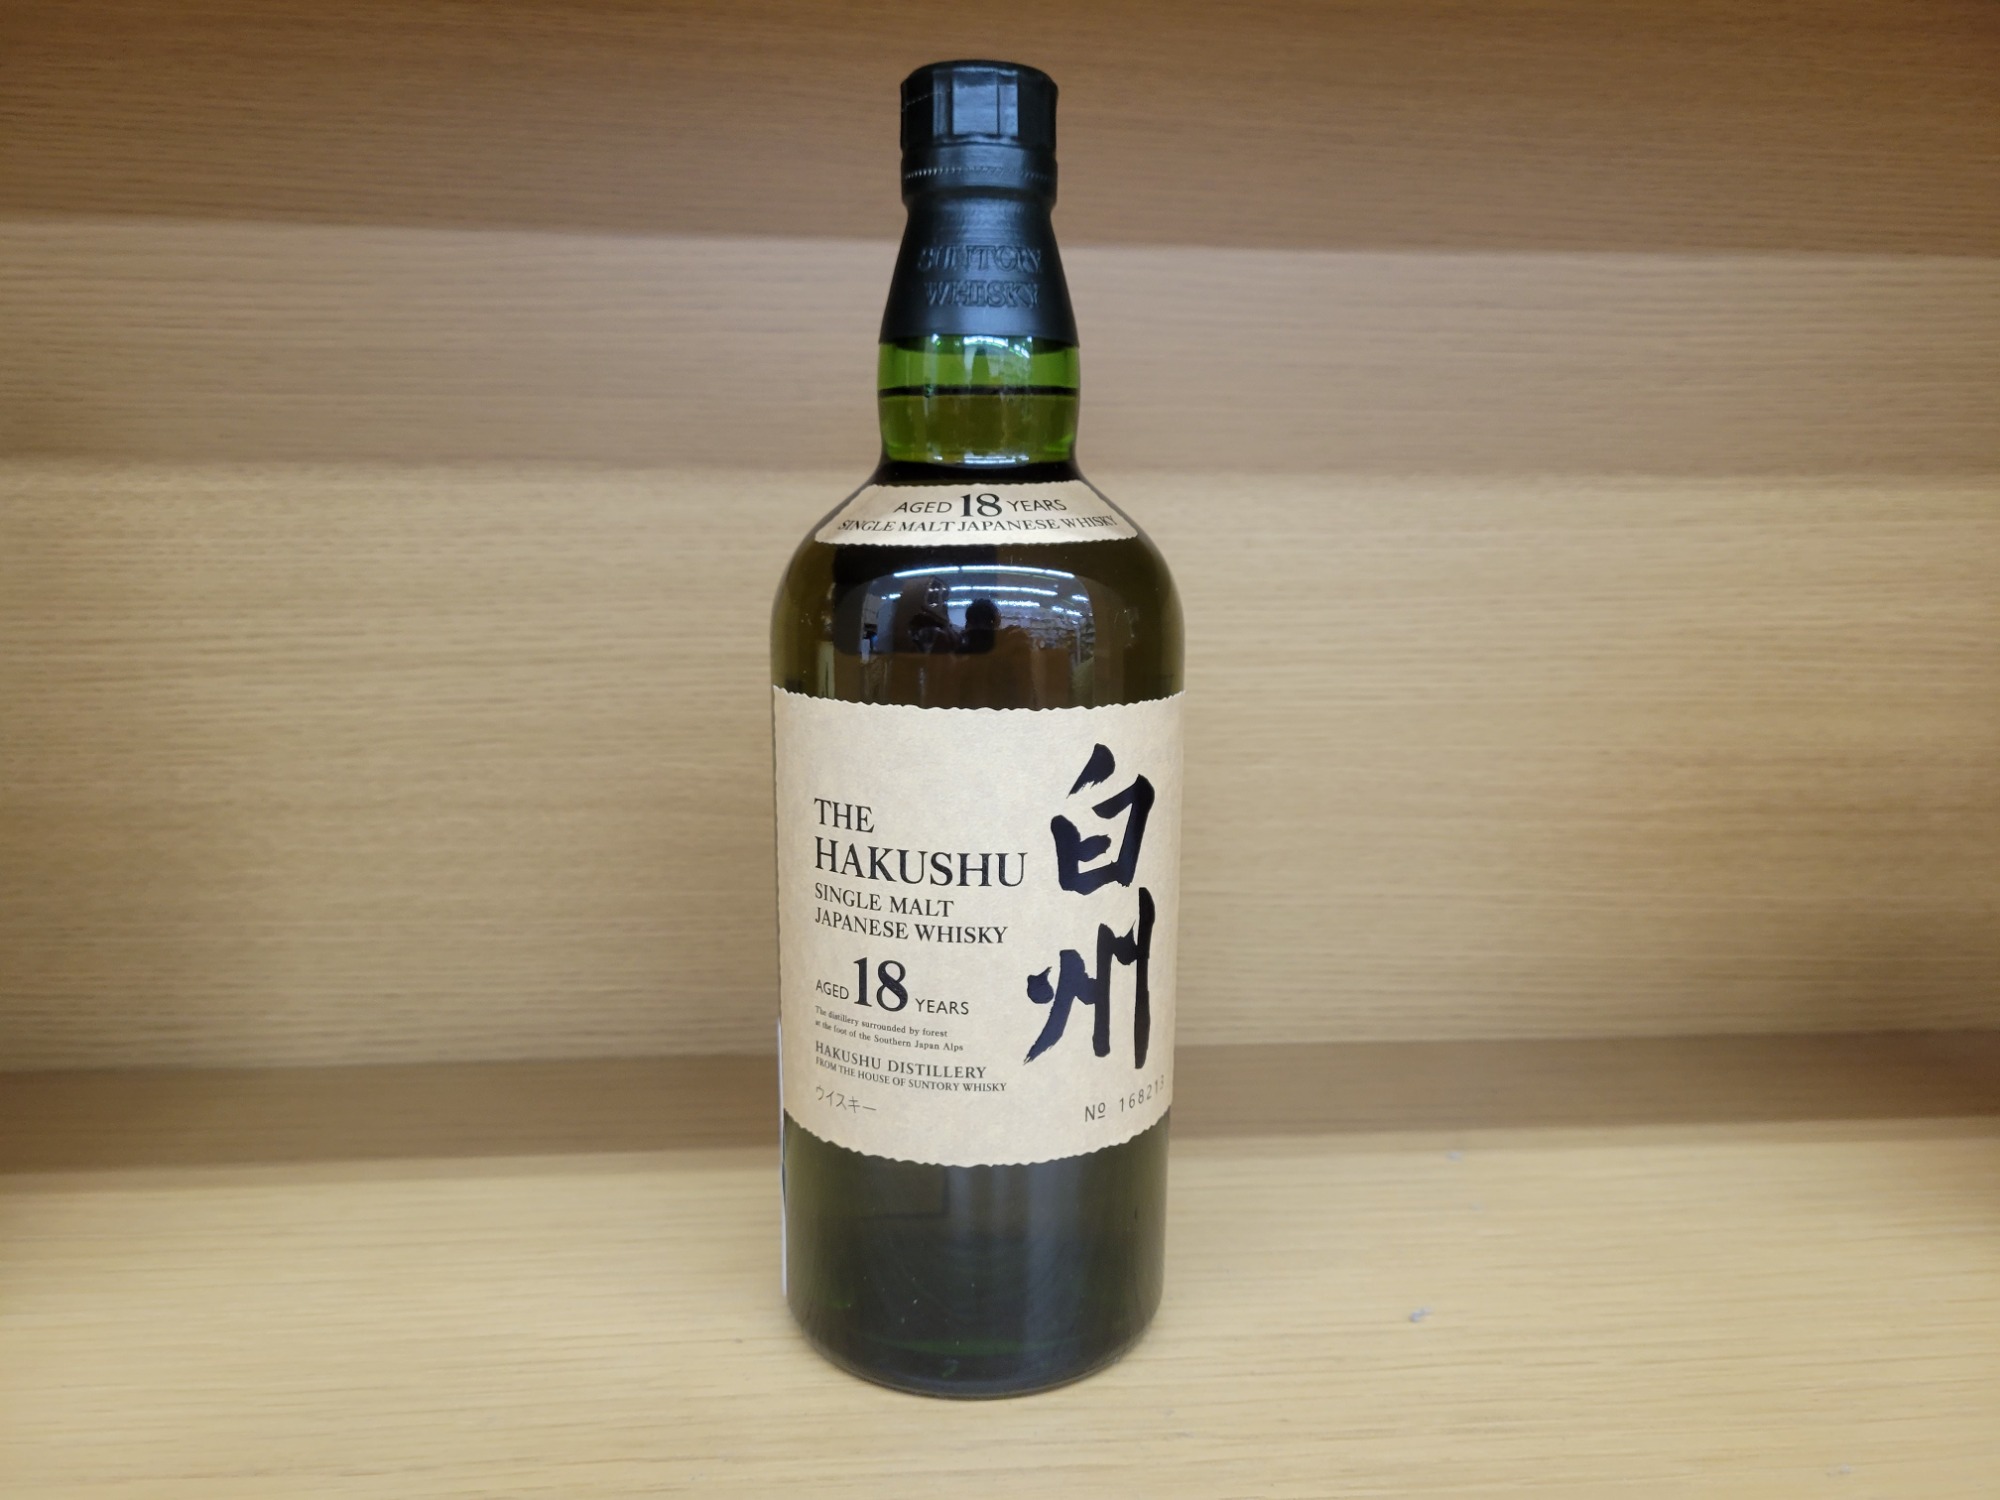 SUNTORY
WHISKY
AGED 18 YEARS
SINGLE MALT JAPANESE WHISKY
THE
HAKUSHU
SINGLE MALT
JAPANESE WHISKY
AGED 18 YEARS
The distillery surrounded by forest
at the foot of the Southern Japan Alps
HAKUSHU DISTILLERY
FROM THE HOUSE OF SUNTORY WHISKY
ウイスキー
白州
Nº 168213